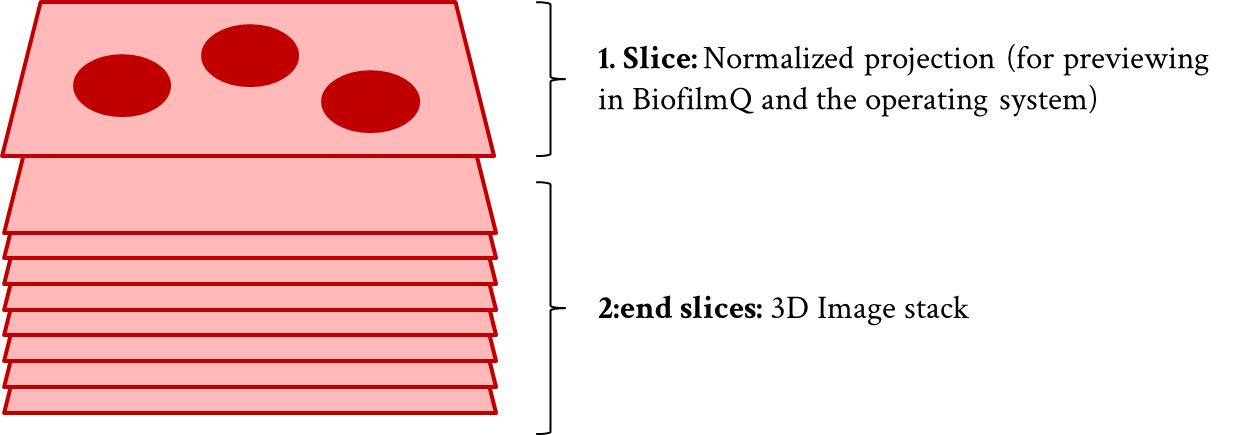 1. Slice: Normalized projection (for previewing
in BiofilmQ and the operating system)
2:end slices: 3D Image stack